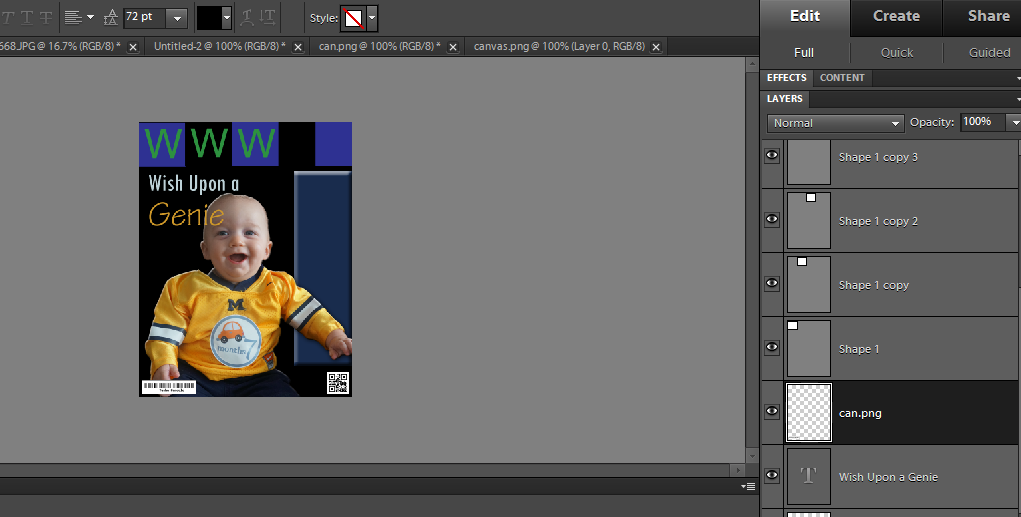 72 pt
Style:
Edit
Create
Share
668.JPG @ 16.7% (RGB/8) *
Untitled-2 @ 100% (RGB/8) *
can.png @ 100% (RGB/8) *
canvas.png @ 100% (Layer 0, RGB/8)
Full
Quick
Guided
EFFECTS
CONTENT
LAYERS
Normal
Opacity: 100%
W W W
Wish Upon a
Genie
M
7
Shape 1 copy 3
Shape 1 copy 2
Shape 1 copy
Shape 1
can.png
T Wish Upon a Genie